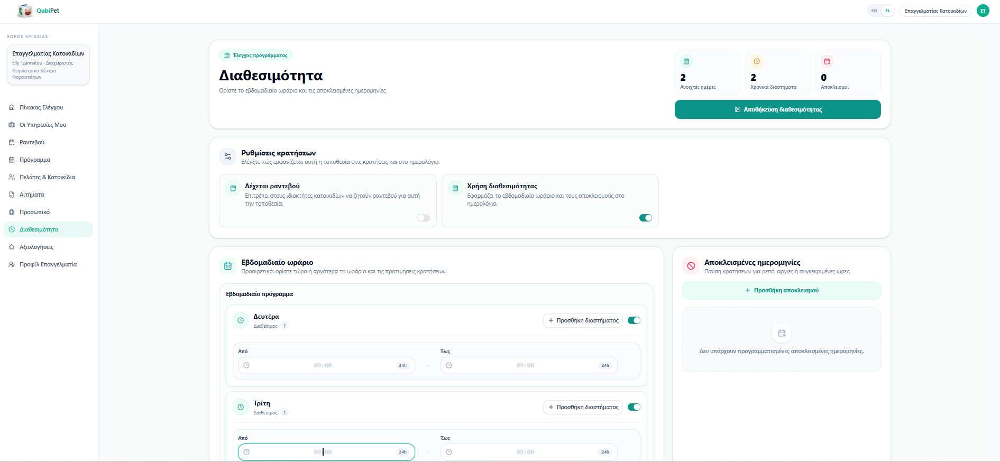 QubiPet
EN EL
Επαγγελματίας Κατοικιδίων
ET
ΧΩΡΟΣ ΕΡΓΑΣΙΑΣ
Επαγγελματίας Κατοικιδίων
Elly Tzannatou · Διαχειριστής
Κτηνιατρικο Κέντρο
Φαραντάτων
Πίνακας Ελέγχου
Οι Υπηρεσίες Μου
Ραντεβού
Πρόγραμμα
Πελάτες & Κατοικίδια
Αιτήματα
Προσωπικό
Διαθεσιμότητα
Αξιολογήσεις
Προφίλ Επαγγελματία
Έλεγχος προγράμματος
Διαθεσιμότητα
Ορίστε το εβδομαδιαίο ωράριο και τις αποκλεισμένες ημερομηνίες
2
Ανοιχτές ημέρες
2
Χρονικά διαστήματα
0
Αποκλεισμοί
Αποθήκευση διαθεσιμότητας
Ρυθμίσεις κρατήσεων
Ελέγξτε πώς εμφανίζεται αυτή η τοποθεσία στις κρατήσεις και στο ημερολόγιο.
Δέχεται ραντεβού
Επιτρέπει στους ιδιοκτήτες κατοικιδίων να ζητούν ραντεβού για αυτή
την τοποθεσία.
Χρήση διαθεσιμότητας
Εφαρμόζει το εβδομαδιαίο ωράριο και τους αποκλεισμούς στο
ημερολόγιο.
Εβδομαδιαίο ωράριο
Προαιρετικό: ορίστε τώρα ή αργότερα το ωράριο και τις προτιμήσεις κρατήσεων.
Εβδομαδιαίο πρόγραμμα
Δευτέρα
Διαθέσιμος 1
+ Προσθήκη διαστήματος
Από
09:00 24h
-
Έως
09:00 24h
Τρίτη
Διαθέσιμος 1
+ Προσθήκη διαστήματος
Από
09:00 24h
-
Έως
09:00 24h
Αποκλεισμένες ημερομηνίες
Παύση κρατήσεων για ρεπό, αργίες ή συγκεκριμένες ώρες.
+ Προσθήκη αποκλεισμού
Δεν υπάρχουν προγραμματισμένες αποκλεισμένες ημερομηνίες.